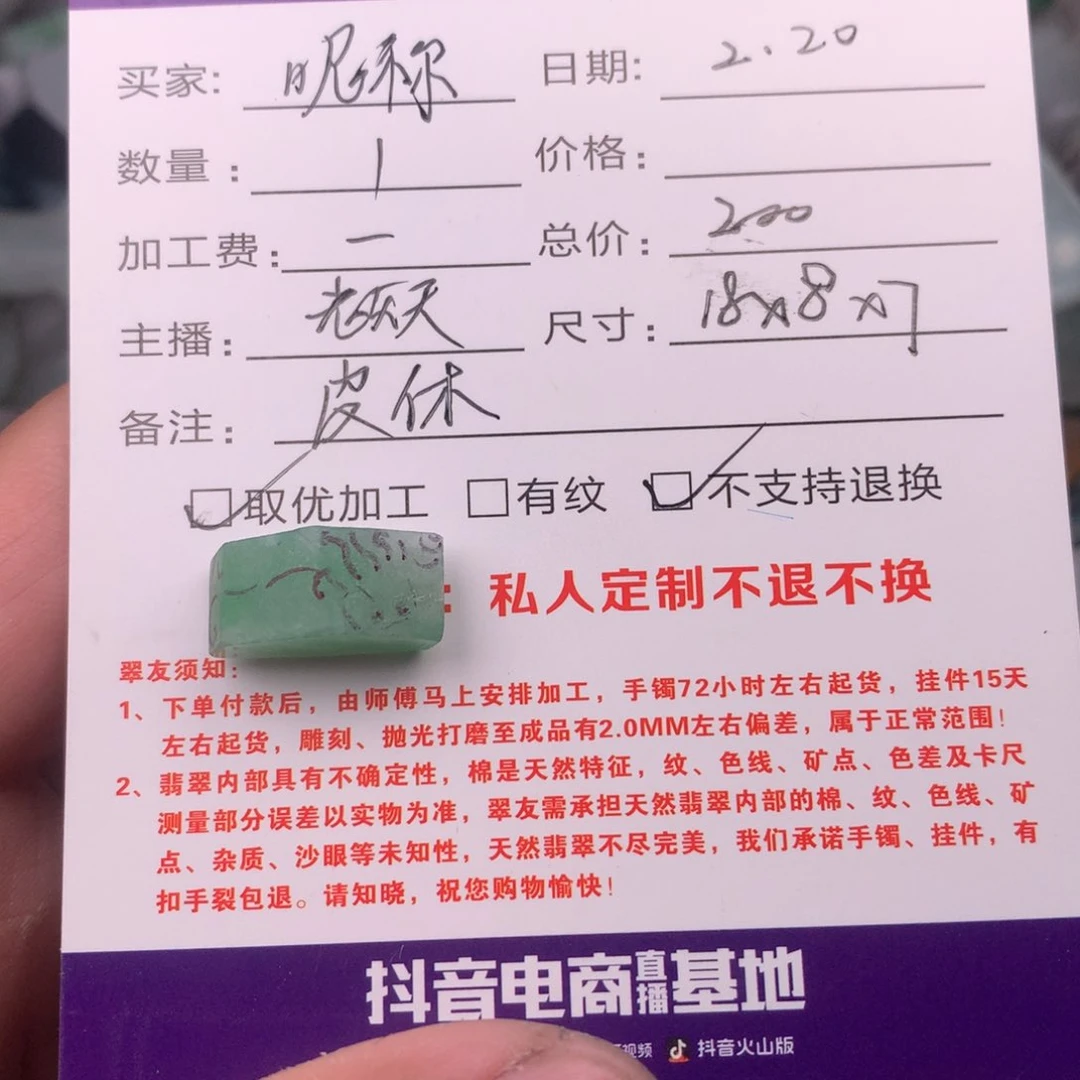 买家: 昵称 日期: 2.20
数量: 1 价格:
加工费: 一 总价: 200
主播: 天 尺寸: 18x8x7
备注: 皮休
取优加工 有纹 不支持退换
: 私人定制不退不换
翠友须知:
1、下单付款后，由师傅马上安排加工，手镯72小时左右起货，挂件15天
左右起货，雕刻、抛光打磨至成品有2.0MM左右偏差，属于正常范围!
2、翡翠内部具有不确定性，棉是天然特征，纹、色线、矿点、色差及卡尺
测量部分误差以实物为准，翠友需承担天然翡翠内部的棉、纹、色线、矿
点、杂质、沙眼等未知性，天然翡翠不尽完美，我们承诺手镯、挂件，有
扣手裂包退。请知晓，祝您购物愉快!
抖音电商直播基地
视频 抖音火山版